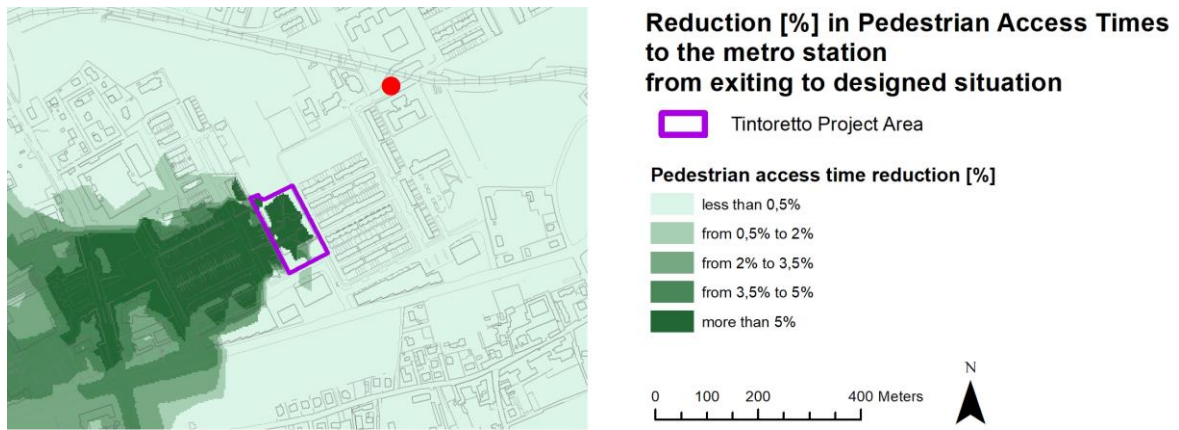 Reduction [%] in Pedestrian Access Times
to the metro station
from exiting to designed situation
Tintoretto Project Area
Pedestrian access time reduction [%]
less than 0,5%
from 0,5% to 2%
from 2% to 3,5%
from 3,5% to 5%
more than 5%
N
0 100 200 400 Meters